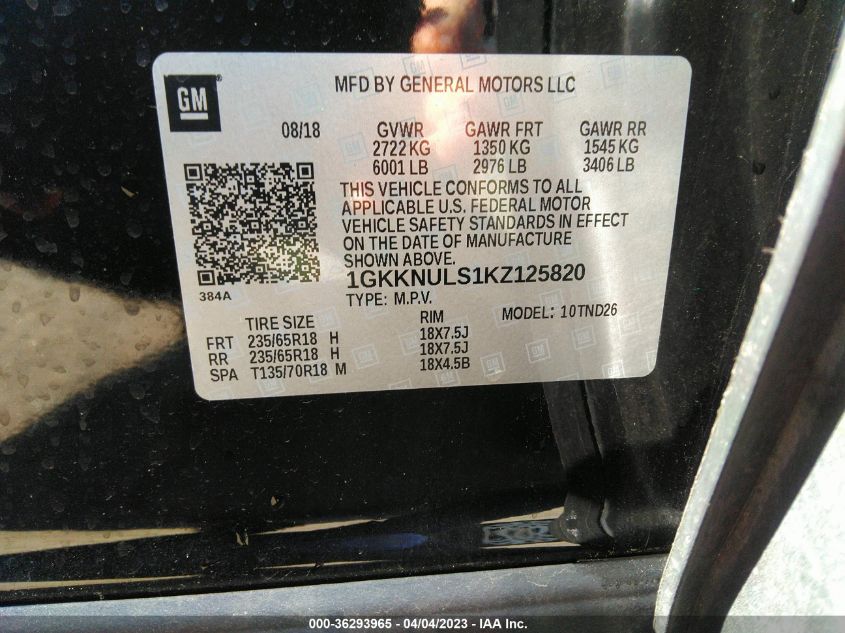 GM
MFD BY GENERAL MOTORS LLC
08/18 GVWR GAWR FRT GAWR RR
2722 KG 1350 KG 1545 KG
6001 LB 2976 LB 3406 LB
THIS VEHICLE CONFORMS TO ALL
APPLICABLE U.S. FEDERAL MOTOR
VEHICLE SAFETY STANDARDS IN EFFECT
ON THE DATE OF MANUFACTURE
SHOWN ABOVE.
1GKKNULS1KZ125820
384A
TYPE: M.P.V.
MODEL: 10TND26
TIRE SIZE RIM
FRT 235/65R18 H 18X7.5J
RR 235/65R18 H 18X7.5J
SPA T135/70R18 M 18X4.5B
000-36293965 - 04/04/2023 - IAA Inc.